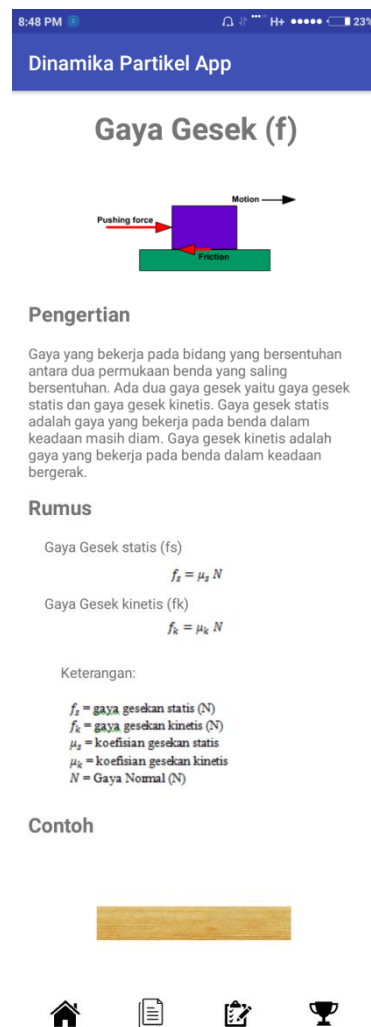 8:48 PM
H+ 23%
Dinamika Partikel App
Gaya Gesek (f)
Motion
Pushing force
Friction
Pengertian
Gaya yang bekerja pada bidang yang bersentuhan
antara dua permukaan benda yang saling
bersentuhan. Ada dua gaya gesek yaitu gaya gesek
statis dan gaya gesek kinetis. Gaya gesek statis
adalah gaya yang bekerja pada benda dalam
keadaan masih diam. Gaya gesek kinetis adalah
gaya yang bekerja pada benda dalam keadaan
bergerak.
Rumus
Gaya Gesek statis (fs)
fₛ = μₛ N
Gaya Gesek kinetis (fk)
fₖ = μₖ N
Keterangan:
fₛ = gaya gesekan statis (N)
fₖ = gaya gesekan kinetis (N)
μₛ = koefisian gesekan statis
μₖ = koefisian gesekan kinetis
N = Gaya Normal (N)
Contoh